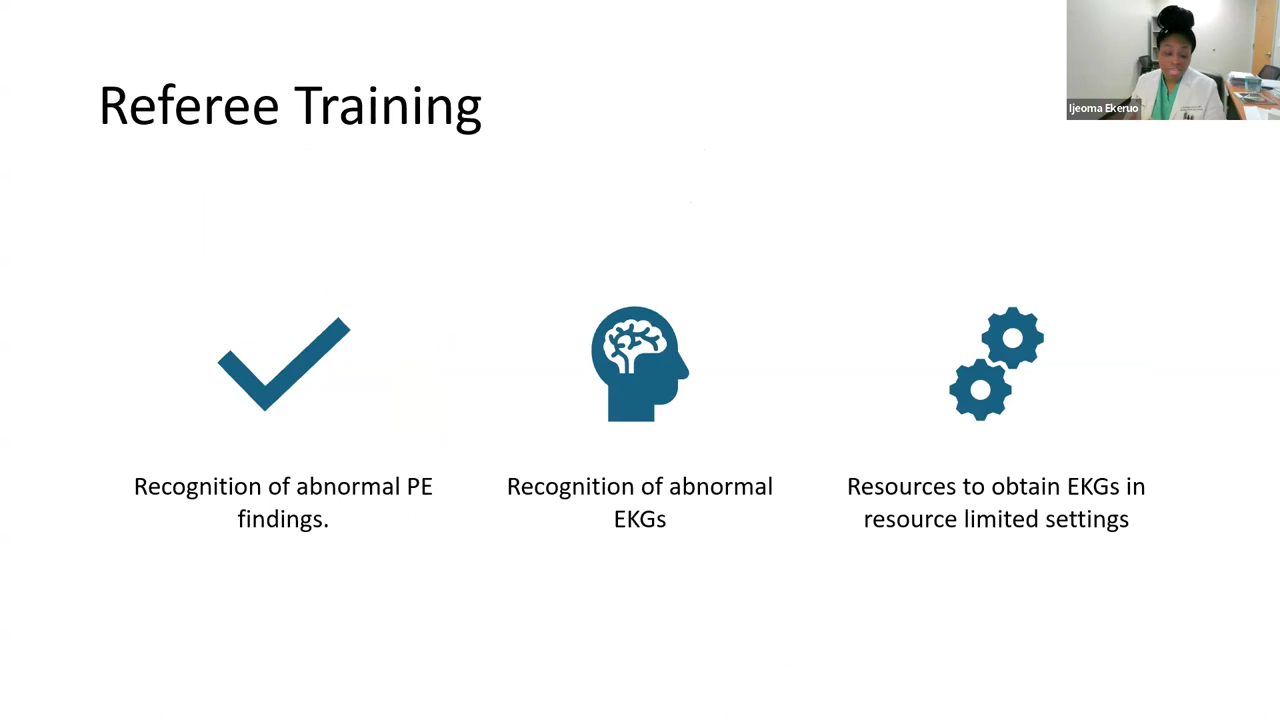 Referee Training
Ijeoma Ekeruo
Recognition of abnormal PE
findings.
Recognition of abnormal
EKGs
Resources to obtain EKGs in
resource limited settings